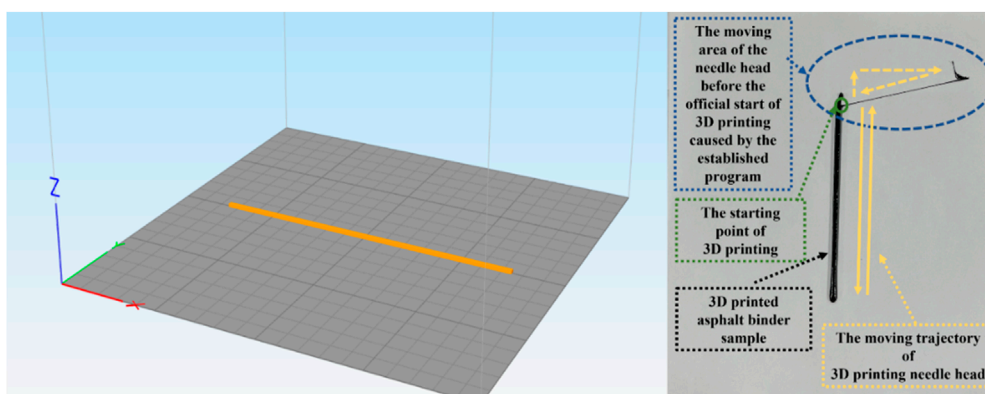 Z
Y
X
The moving
area of the
needle head
before the
official start of
3D printing
caused by the
established
program
The starting
point of
3D printing
3D printed
asphalt binder
sample
The moving trajectory
of
3D printing needle head